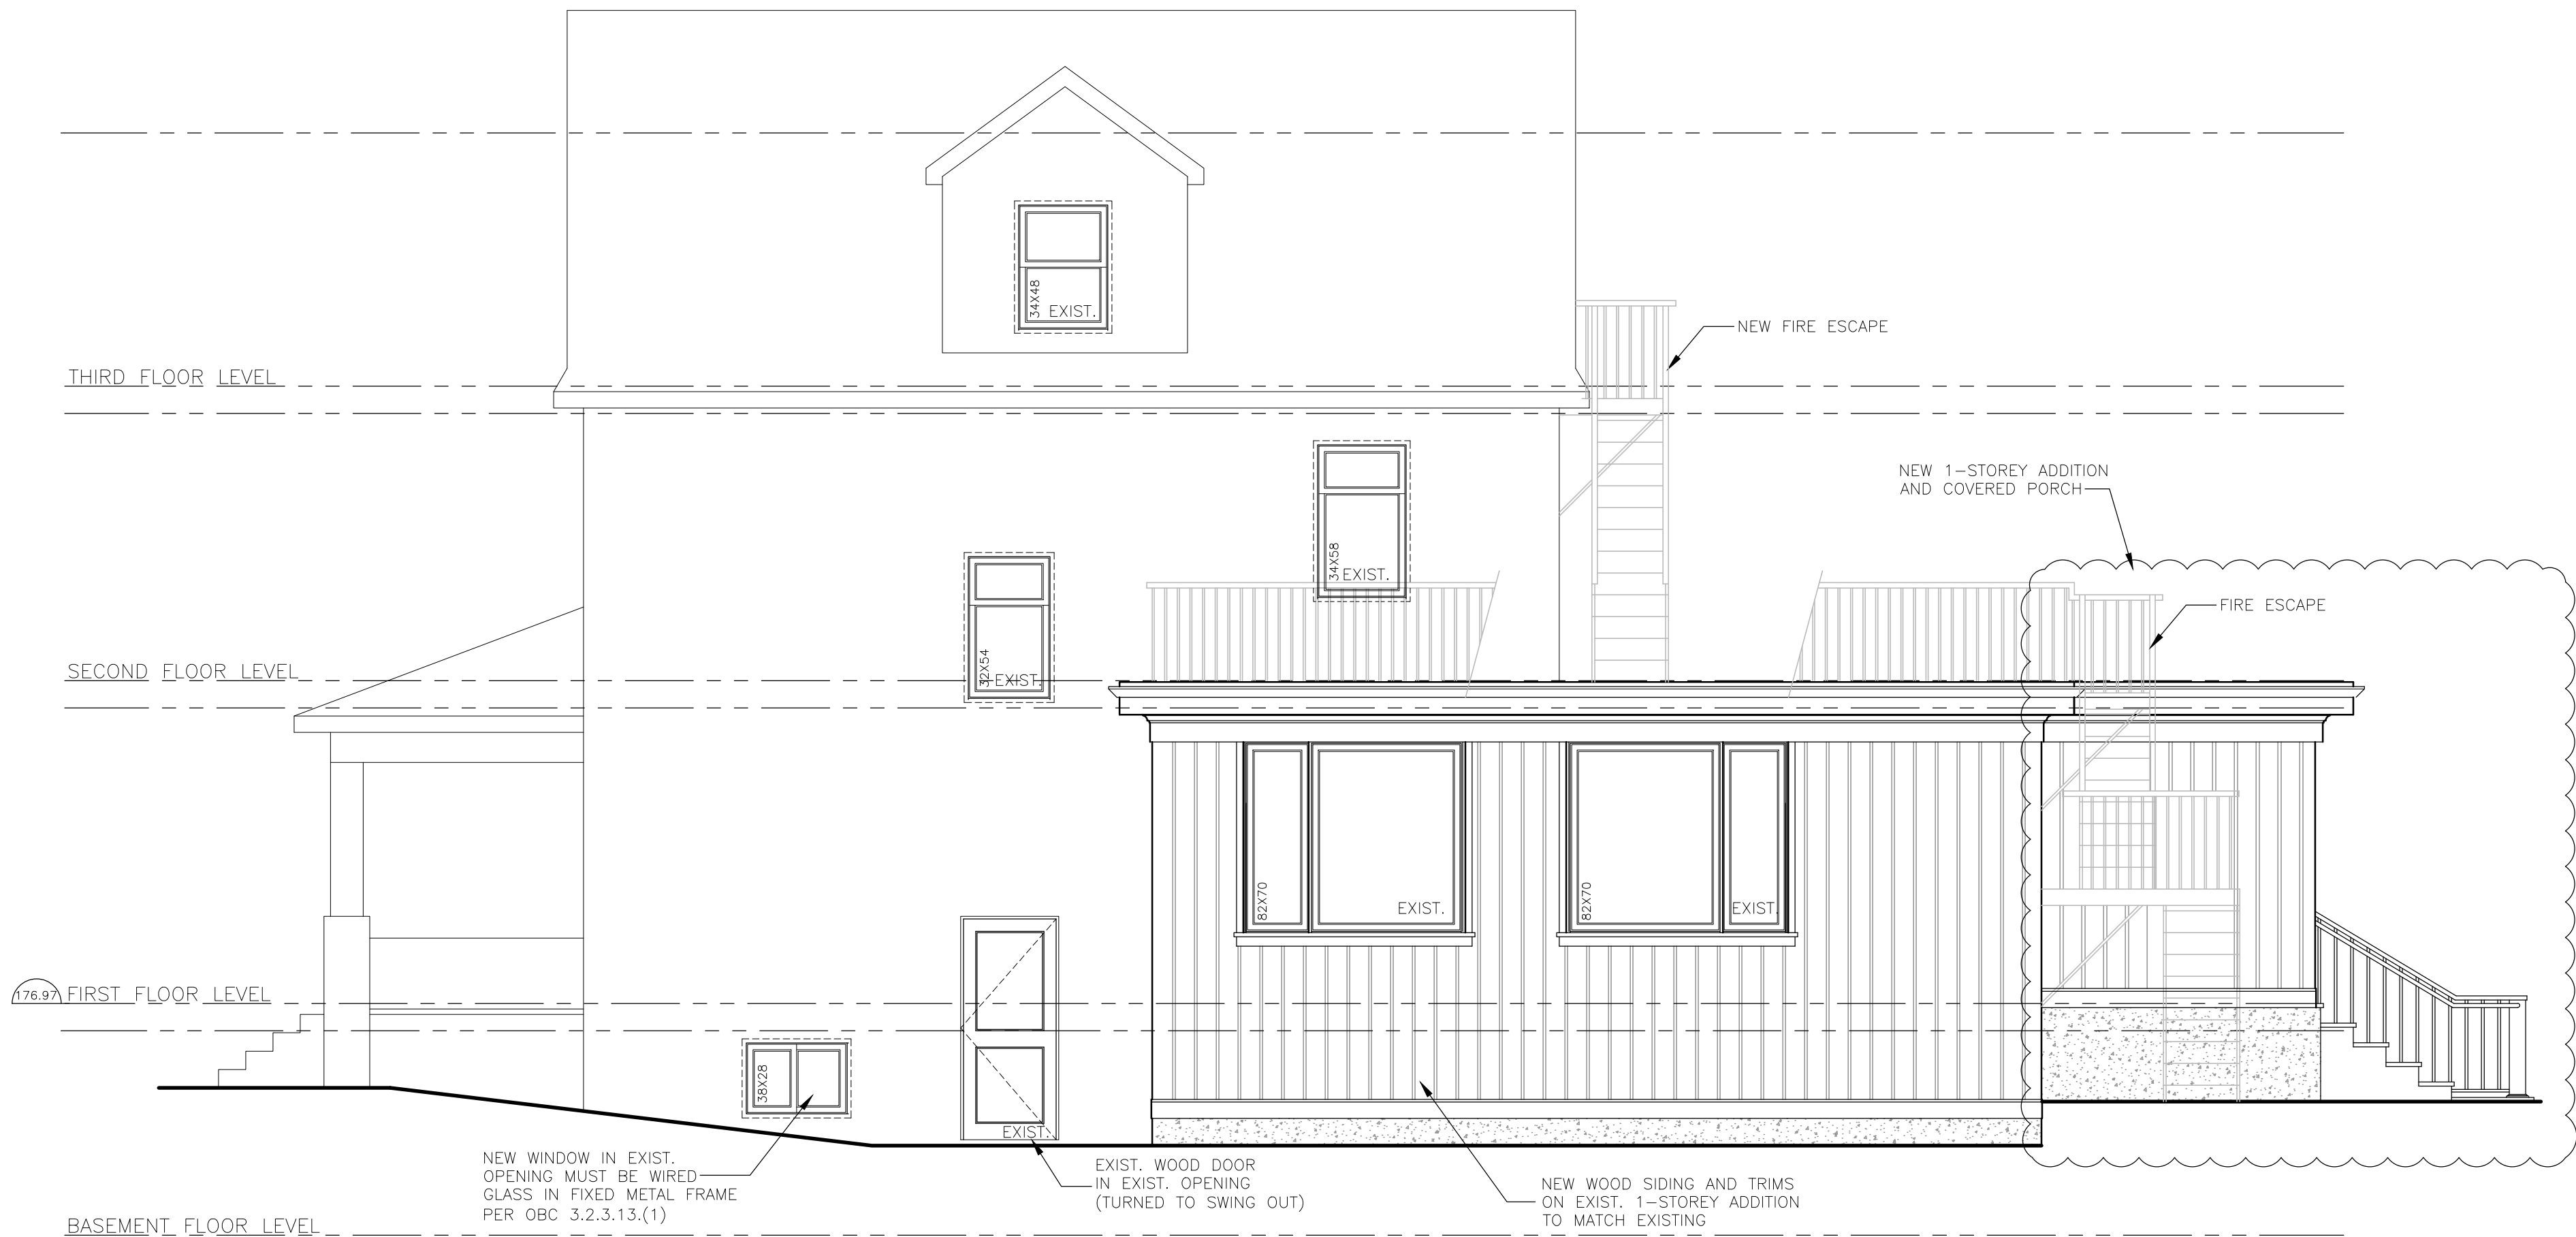 34X48
EXIST.
NEW FIRE ESCAPE
THIRD FLOOR LEVEL
NEW 1-STOREY ADDITION
AND COVERED PORCH
34X58
EXIST.
FIRE ESCAPE
32X54
EXIST.
SECOND FLOOR LEVEL
82X70
EXIST.
82X70
EXIST.
176.97
FIRST FLOOR LEVEL
38X28
EXIST.
NEW WINDOW IN EXIST.
OPENING MUST BE WIRED
GLASS IN FIXED METAL FRAME
PER OBC 3.2.3.13.(1)
EXIST. WOOD DOOR
IN EXIST. OPENING
(TURNED TO SWING OUT)
NEW WOOD SIDING AND TRIMS
ON EXIST. 1-STOREY ADDITION
TO MATCH EXISTING
BASEMENT FLOOR LEVEL